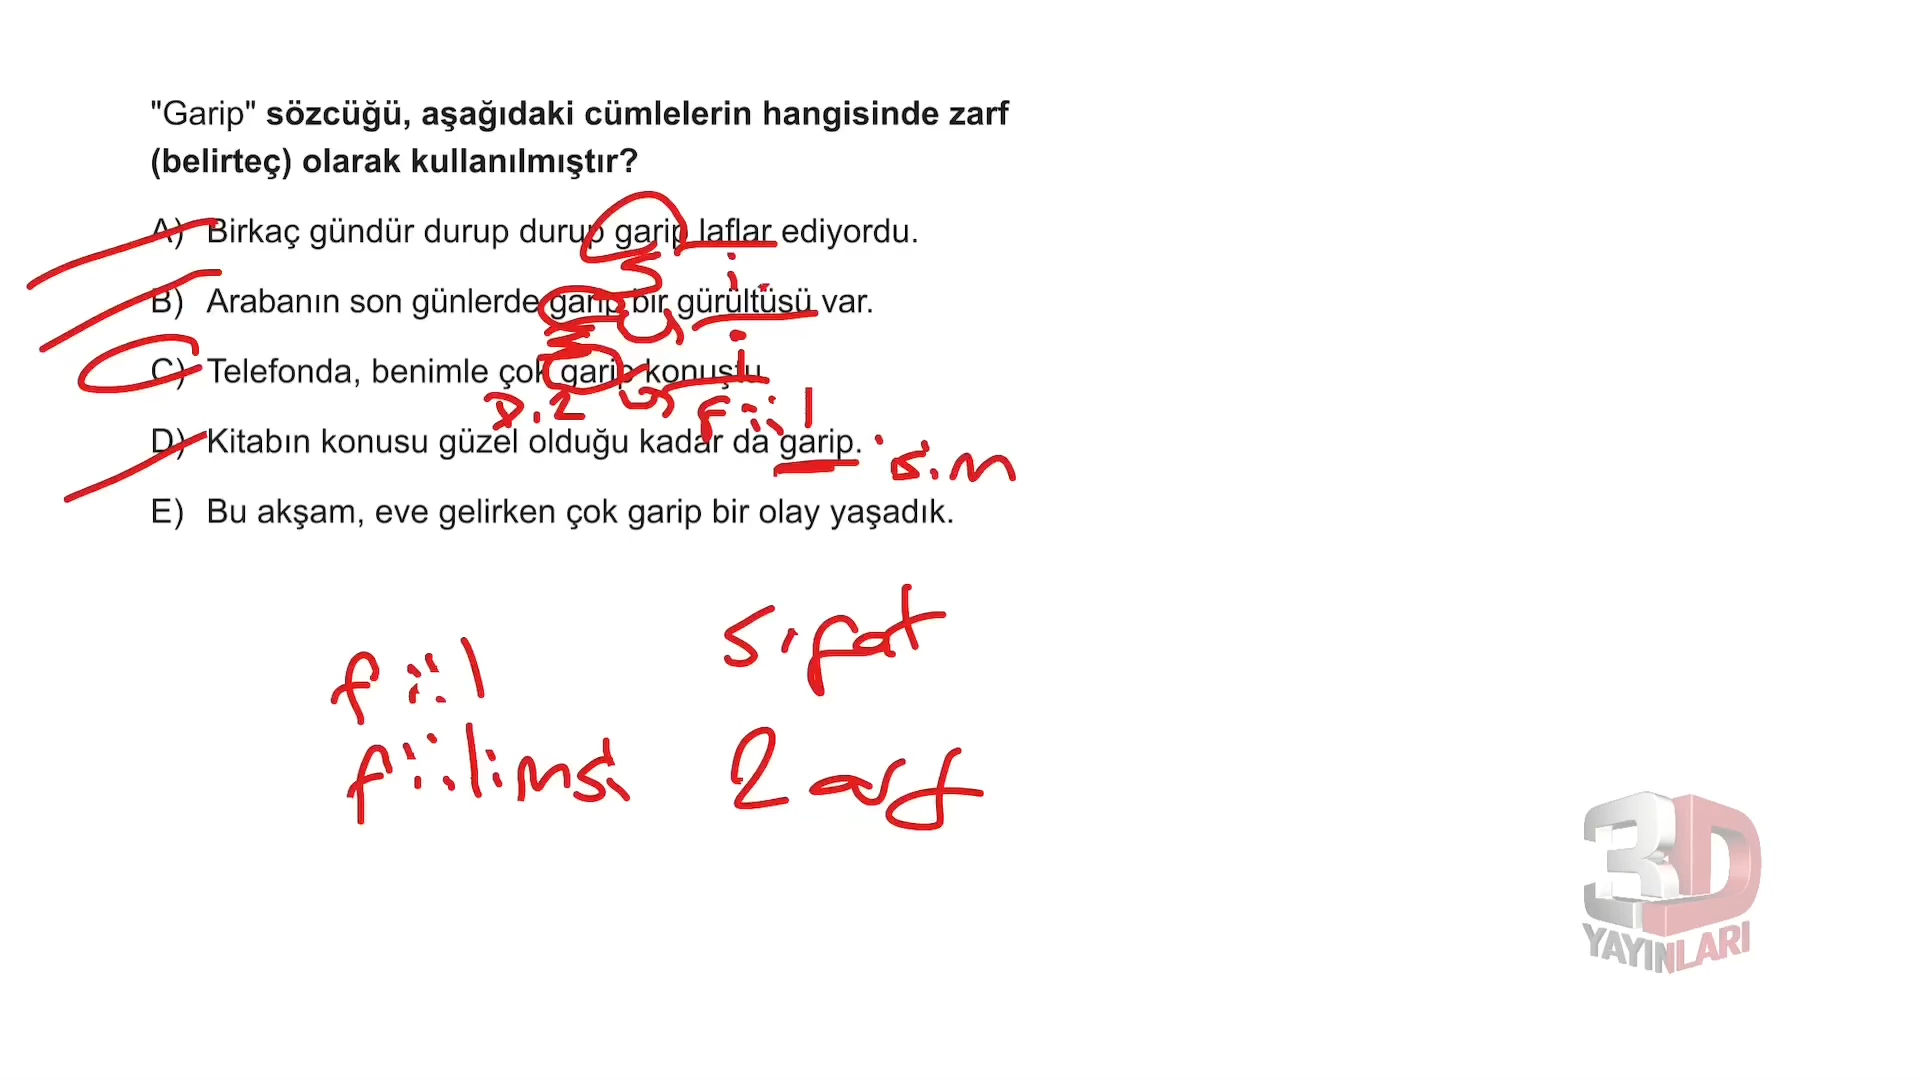 "Garip" sözcüğü, aşağıdaki cümlelerin hangisinde zarf
(belirteç) olarak kullanılmıştır?
A) Birkaç gündür durup durup garip laflar ediyordu.
B) Arabanın son günlerde garip bir gürültüsü var.
C) Telefonda, benimle çok garip konuştu.
D.Z fiil
D) Kitabın konusu güzel olduğu kadar da garip.
E) Bu akşam, eve gelirken çok garip bir olay yaşadık.
fiil sıfat
fiilimsi zarf
3D
YAYINLARI